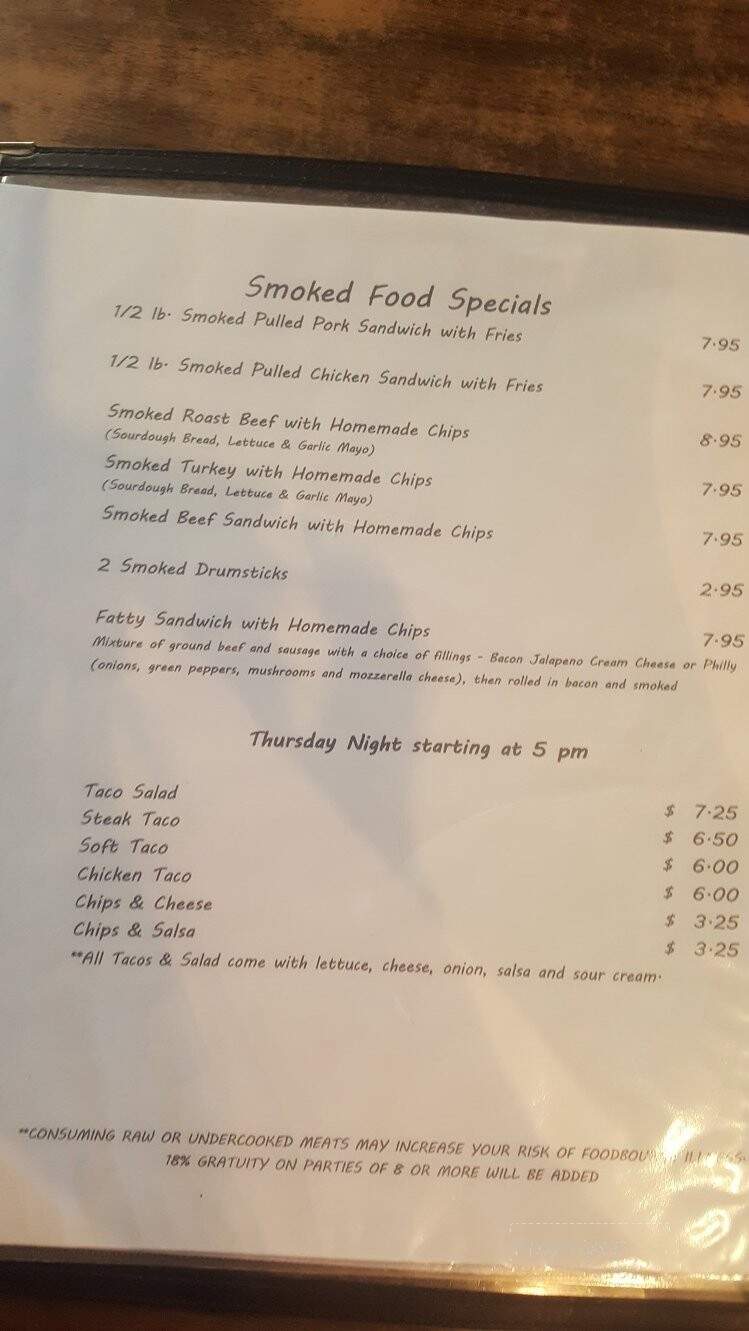 Smoked Food Specials
1/2 lb. Smoked Pulled Pork Sandwich with Fries 7.95
1/2 lb. Smoked Pulled Chicken Sandwich with Fries 7.95
Smoked Roast Beef with Homemade Chips 8.95
(Sourdough Bread, Lettuce & Garlic Mayo)
Smoked Turkey with Homemade Chips 7.95
(Sourdough Bread, Lettuce & Garlic Mayo)
Smoked Beef Sandwich with Homemade Chips 7.95
2 Smoked Drumsticks 2.95
Fatty Sandwich with Homemade Chips 7.95
Mixture of ground beef and sausage with a choice of fillings - Bacon Jalapeno Cream Cheese or Philly
(onions, green peppers, mushrooms and mozzerella cheese), then rolled in bacon and smoked
Thursday Night starting at 5 pm
Taco Salad $ 7.25
Steak Taco $ 6.50
Soft Taco $ 6.00
Chicken Taco $ 6.00
Chips & Cheese $ 3.25
Chips & Salsa $ 3.25
**All Tacos & Salad come with lettuce, cheese, onion, salsa and sour cream.
**CONSUMING RAW OR UNDERCOOKED MEATS MAY INCREASE YOUR RISK OF
18% GRATUITY ON PARTIES OF 8 OR MORE WILL BE ADDED